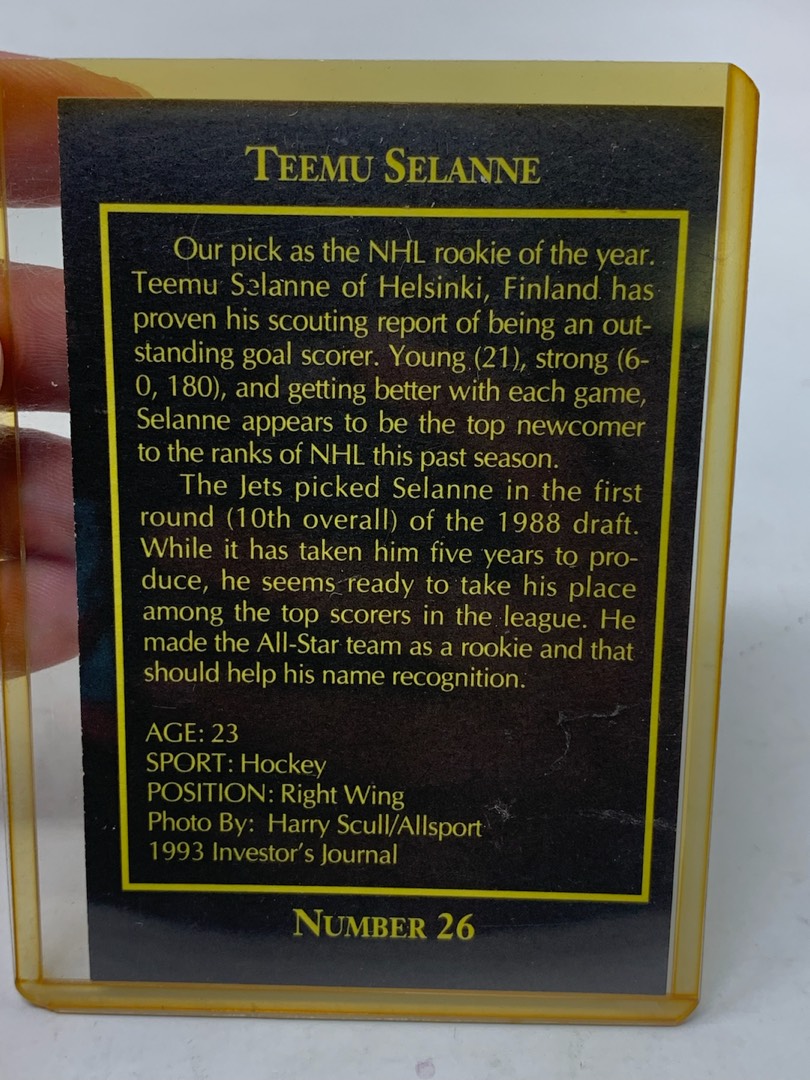 TEEMU SELANNE
Our pick as the NHL rookie of the year.
Teemu Selanne of Helsinki, Finland has
proven his scouting report of being an out-
standing goal scorer. Young (21), strong (6-
0, 180), and getting better with each game,
Selanne appears to be the top newcomer
to the ranks of NHL this past season.
The Jets picked Selanne in the first
round (10th overall) of the 1988 draft.
While it has taken him five years to pro-
duce, he seems ready to take his place
among the top scorers in the league. He
made the All-Star team as a rookie and that
should help his name recognition.
AGE: 23
SPORT: Hockey
POSITION: Right Wing
Photo By: Harry Scull/Allsport
1993 Investor's Journal
NUMBER 26